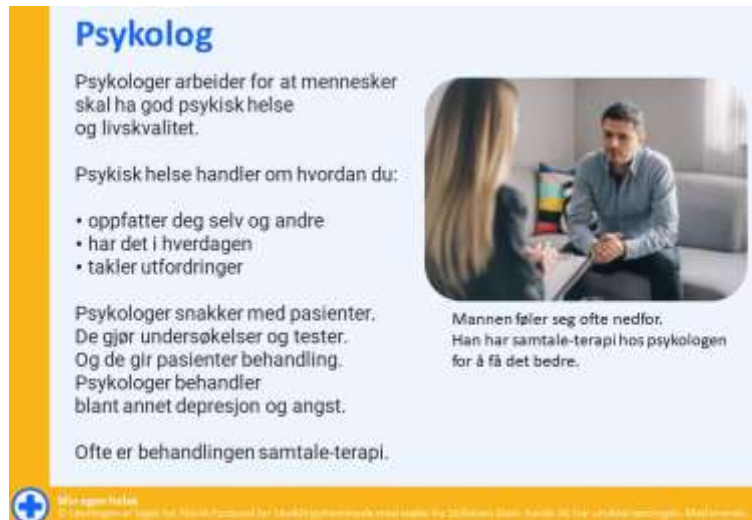 Psykolog
Psykologer arbeider for at mennesker
skal ha god psykisk helse
og livskvalitet.
Psykisk helse handler om hvordan du:
• oppfatter deg selv og andre
• har det i hverdagen
• takler utfordringer
Psykologer snakker med pasienter.
De gjør undersøkelser og tester.
Og de gir pasienter behandling.
Psykologer behandler
blant annet depresjon og angst.
Ofte er behandlingen samtale-terapi.
Mannen føler seg ofte nedfor.
Han har samtale-terapi hos psykologen
for å få det bedre.
Min egen helse